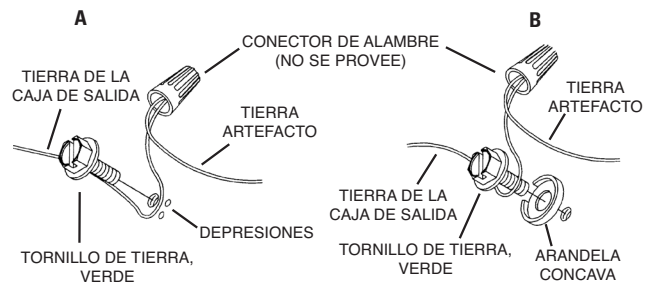 A
CONECTOR DE ALAMBRE
(NO SE PROVEE)
B
TIERRA DE LA
CAJA DE SALIDA
TIERRA
ARTEFACTO
DEPRESIONES
TORNILLO DE TIERRA,
VERDE
TIERRA
ARTEFACTO
TIERRA DE LA
CAJA DE SALIDA
TORNILLO DE TIERRA,
VERDE
ARANDELA
CONCAVA